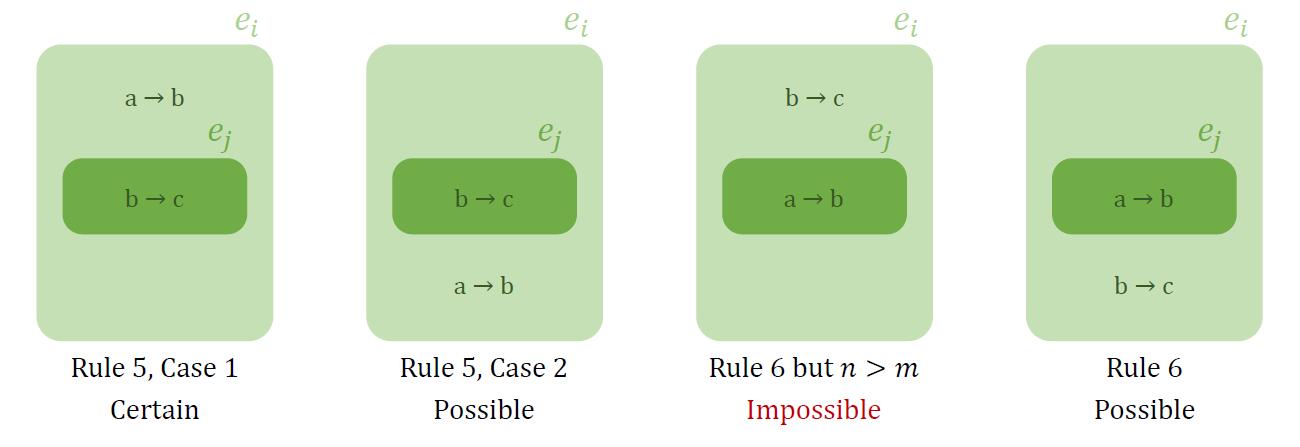 e_i
a → b
e_j
b → c
Rule 5, Case 1
Certain
e_i
e_j
b → c
a → b
Rule 5, Case 2
Possible
e_i
b → c
e_j
a → b
Rule 6 but n > m
Impossible
e_i
e_j
a → b
b → c
Rule 6
Possible